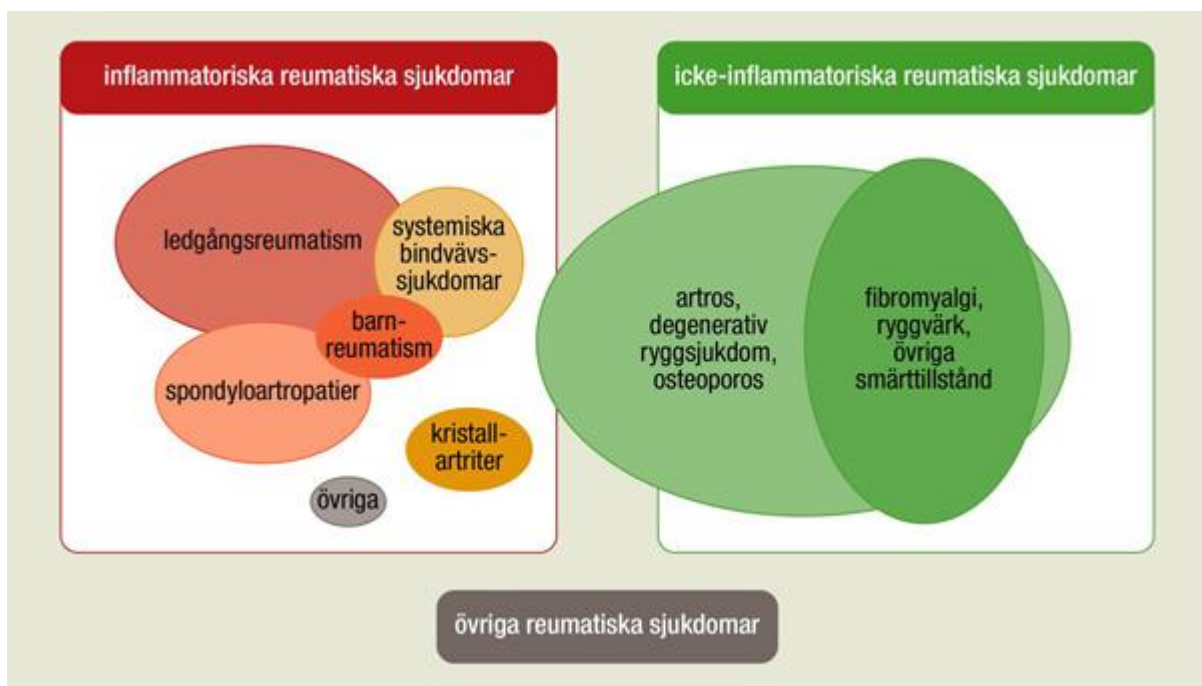 inflammatoriska reumatiska sjukdomar
ledgångsreumatism
systemiska
bindvävs-
sjukdomar
barn-
reumatism
spondyloartropatier
kristall-
artriter
övriga
icke-inflammatoriska reumatiska sjukdomar
artros,
degenerativ
ryggsjukdom,
osteoporos
fibromyalgi,
ryggvärk,
övriga
smärttillstånd
övriga reumatiska sjukdomar